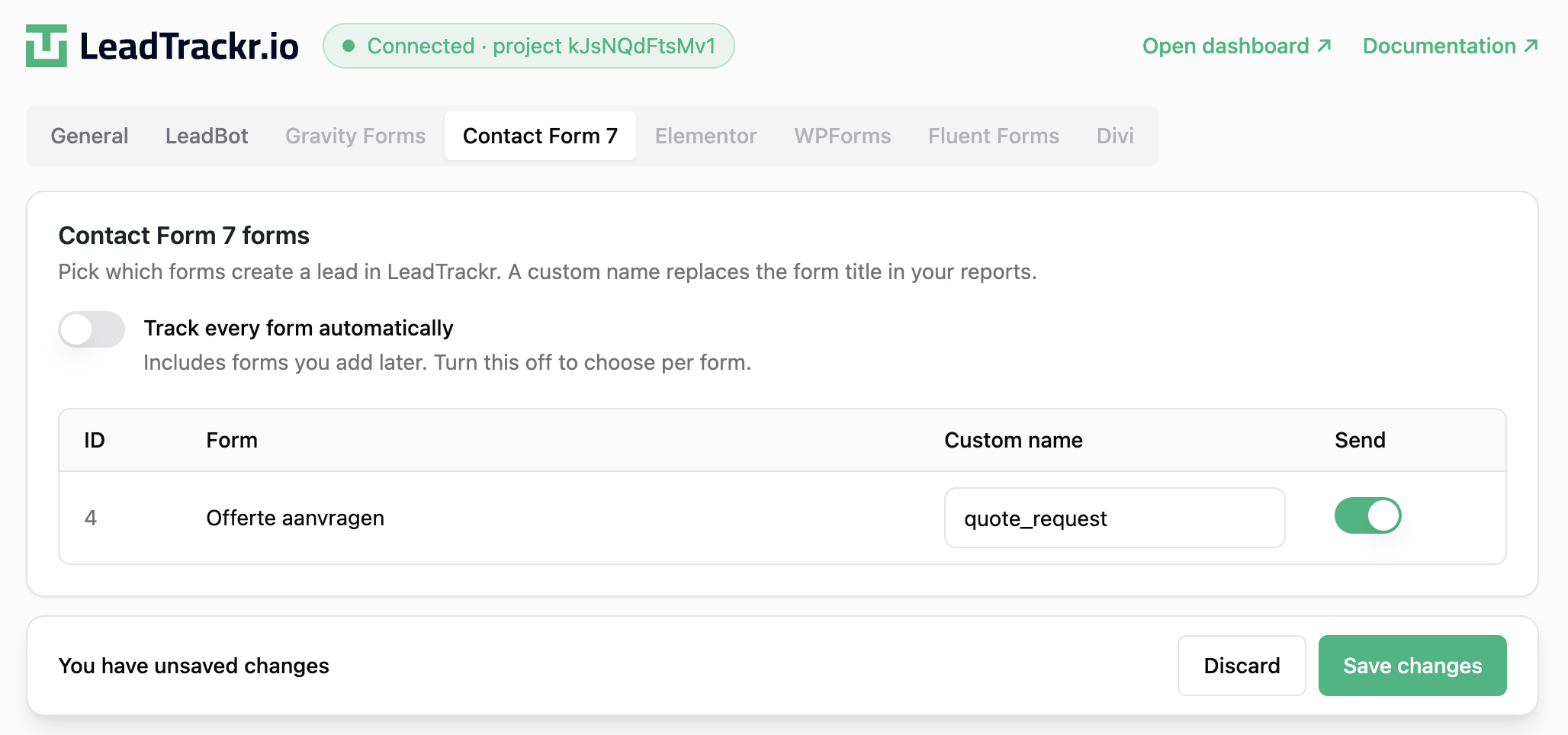 LeadTrackr.io
Connected · project kJsNQdFtsMv1
Open dashboard ↗
Documentation ↗
General
LeadBot
Gravity Forms
Contact Form 7
Elementor
WPForms
Fluent Forms
Divi
Contact Form 7 forms
Pick which forms create a lead in LeadTrackr. A custom name replaces the form title in your reports.
Track every form automatically
Includes forms you add later. Turn this off to choose per form.
ID
Form
Custom name
Send
4
Offerte aanvragen
quote_request
You have unsaved changes
Discard
Save changes